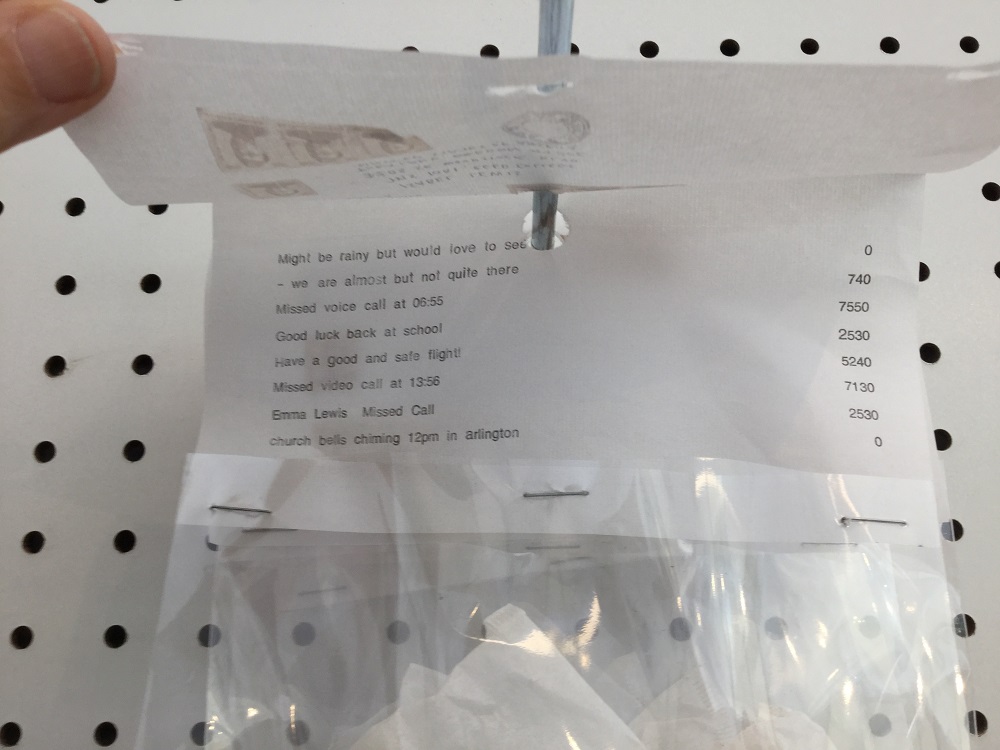 Might be rainy but would love to see 0
- we are almost but not quite there 740
Missed voice call at 06:55 7550
Good luck back at school 2530
Have a good and safe flight! 5240
Missed video call at 13:56 7130
Emma Lewis Missed Call 2530
church bells chiming 12pm in arlington 0